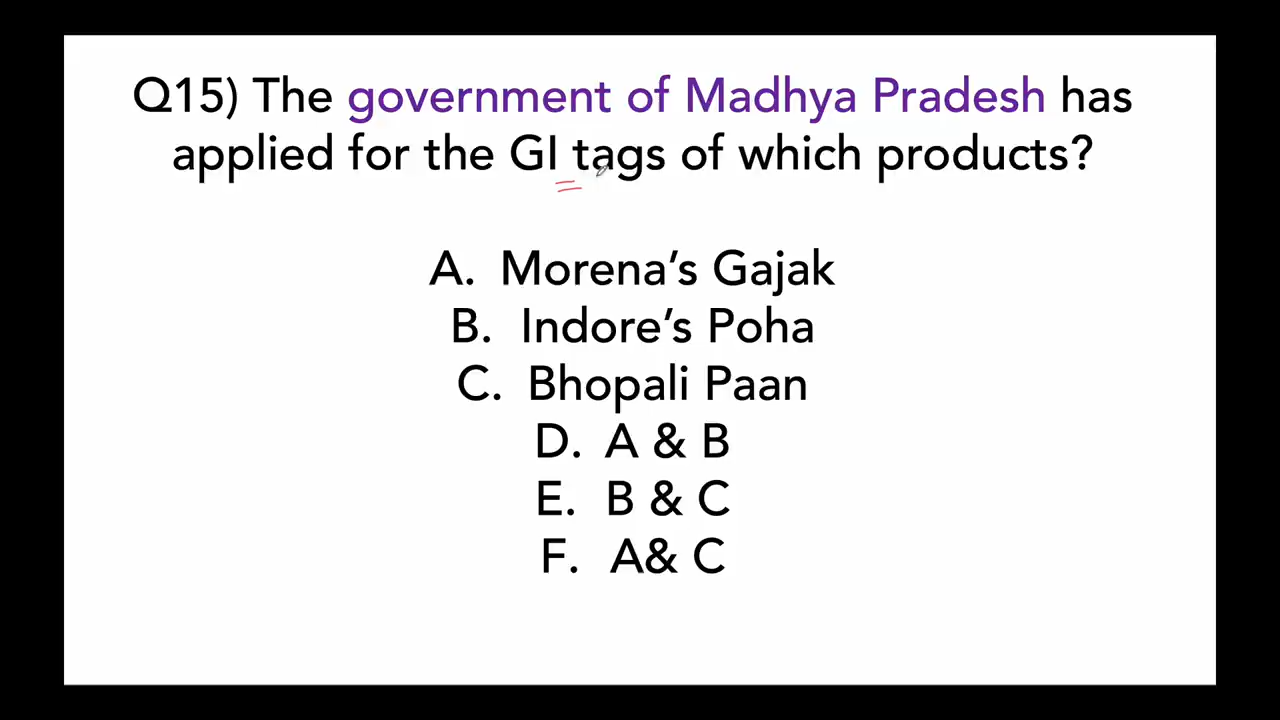 Q15) The government of Madhya Pradesh has
applied for the GI tags of which products?
A. Morena’s Gajak
B. Indore’s Poha
C. Bhopali Paan
D. A & B
E. B & C
F. A& C